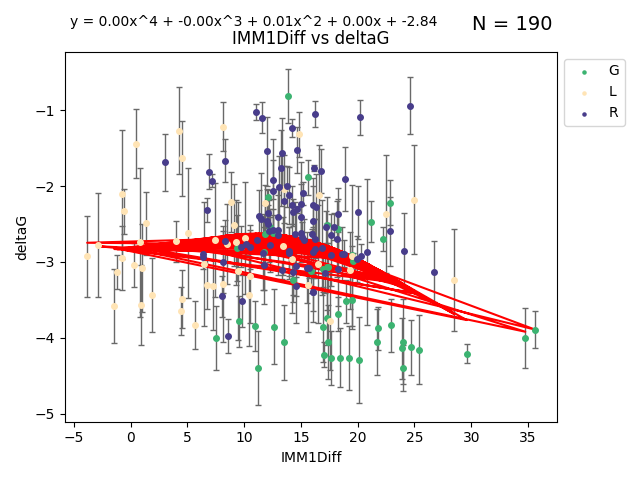 y = 0.00x^4 + -0.00x^3 + 0.01x^2 + 0.00x + -2.84
N = 190
IMM1Diff vs deltaG
G
L
R
−1
−2
−3
−4
−5
deltaG
−5 0 5 10 15 20 25 30 35
IMM1Diff